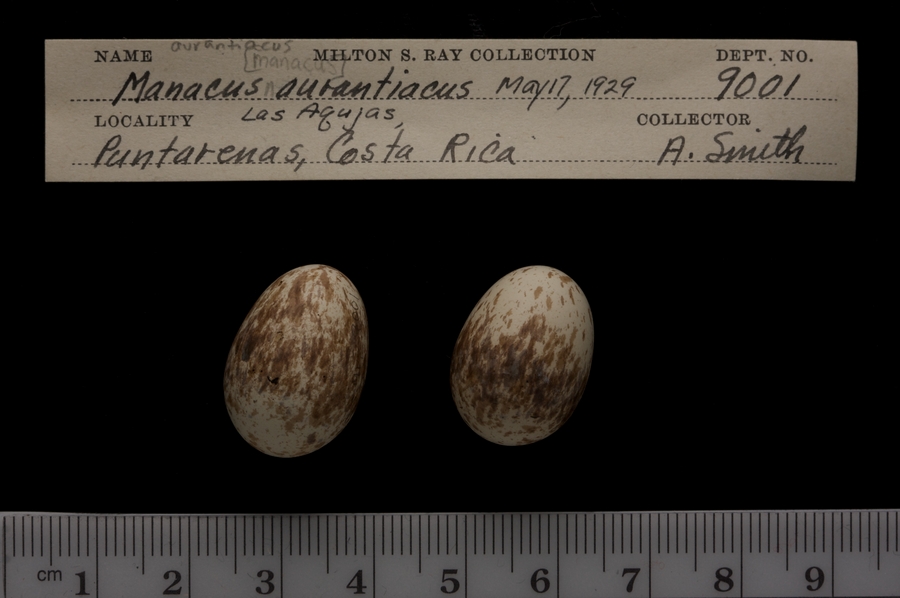 aurantiacus
[manacus]
NAME MILTON S. RAY COLLECTION DEPT. NO.
Manacus aurantiacus May 17, 1929 9001
LOCALITY Las Agujas, COLLECTOR
Puntarenas, Costa Rica A. Smith
cm 1 2 3 4 5 6 7 8 9